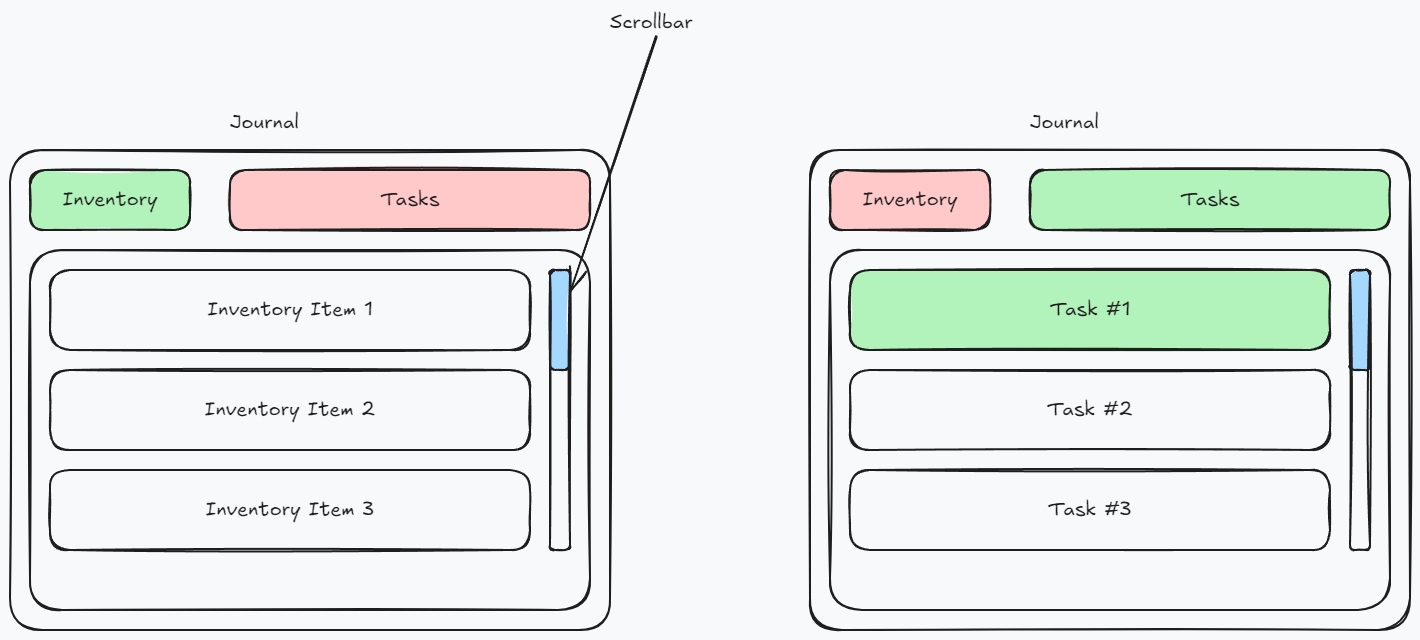 Scrollbar
Journal
Inventory
Tasks
Inventory Item 1
Inventory Item 2
Inventory Item 3
Journal
Inventory
Tasks
Task #1
Task #2
Task #3